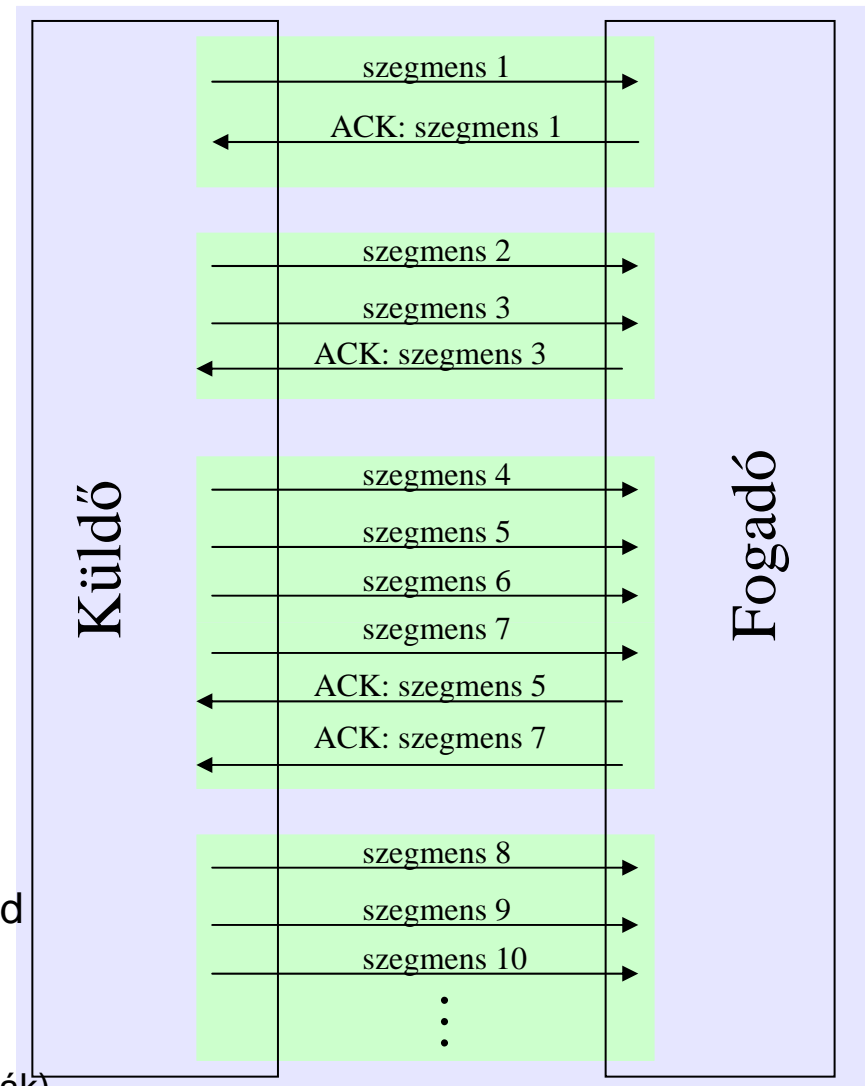 szegmens 1
ACK: szegmens 1
szegmens 2
szegmens 3
ACK: szegmens 3
szegmens 4
szegmens 5
szegmens 6
szegmens 7
ACK: szegmens 5
ACK: szegmens 7
Küldő
Fogadó
szegmens 8
szegmens 9
d
szegmens 10
ák)